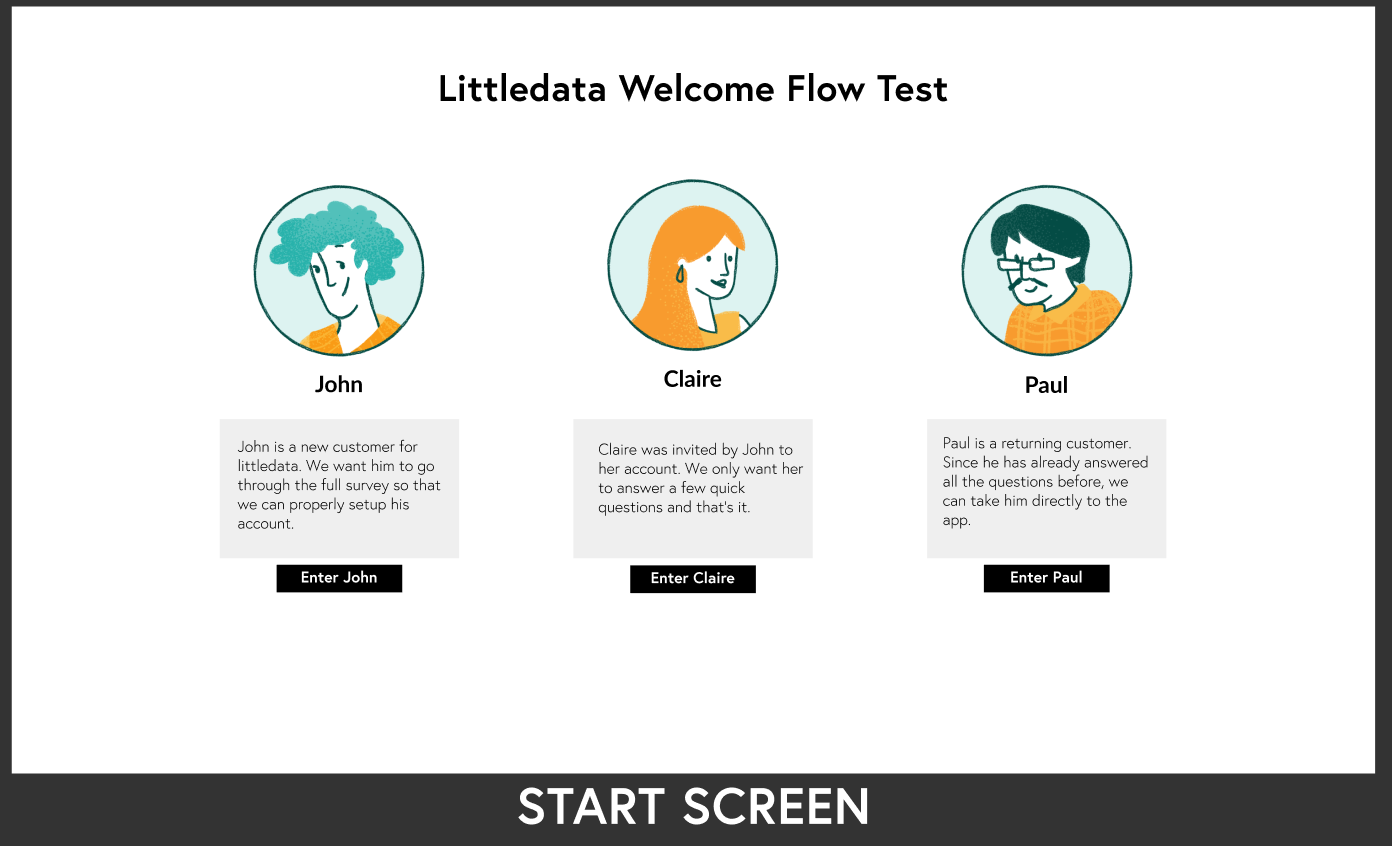 Littledata Welcome Flow Test
John
John is a new customer for
littledata. We want him to go
through the full survey so that
we can properly setup his
account.
Enter John
Claire
Claire was invited by John to
her account. We only want her
to answer a few quick
questions and that's it.
Enter Claire
Paul
Paul is a returning customer.
Since he has already answered
all the questions before, we
can take him directly to the
app.
Enter Paul
START SCREEN